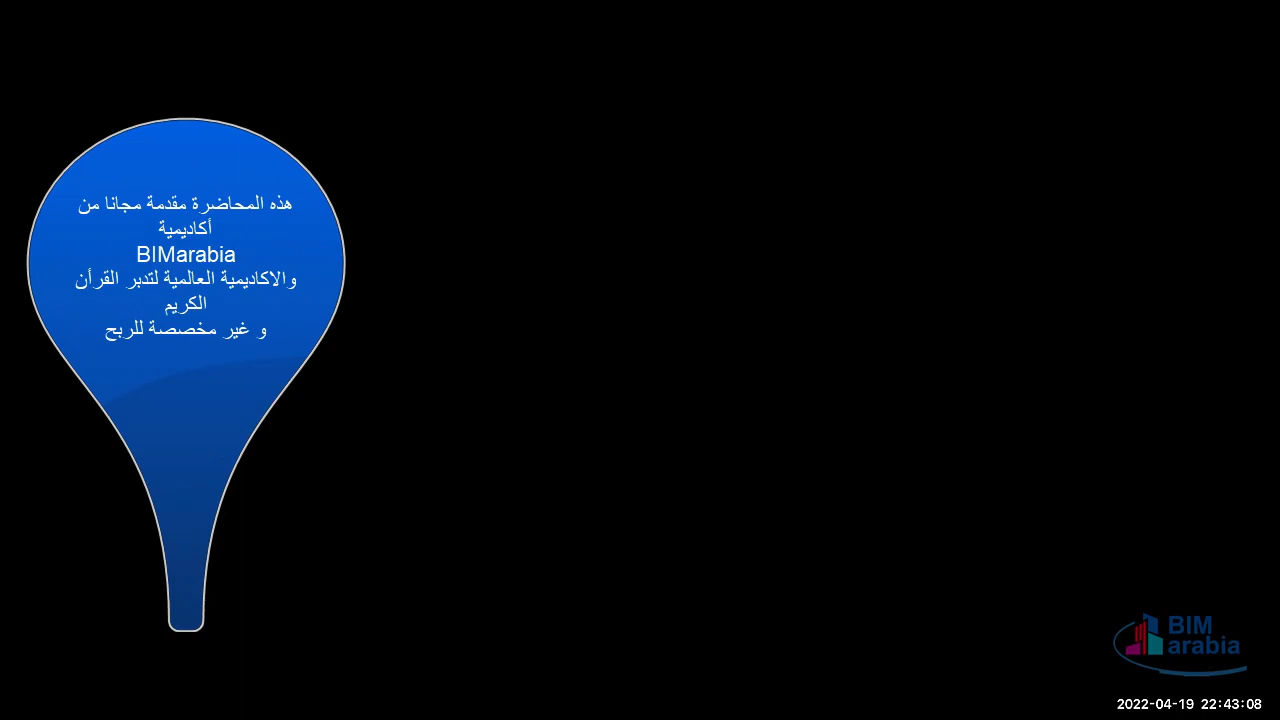 هذه المحاضرة مقدمة مجانا من
أكاديمية
BIMarabia
والاكاديمية العالمية لتدبر القرأن
الكريم
و غير مخصصة للربح
BIM
arabia
2022-04-19 22:43:08